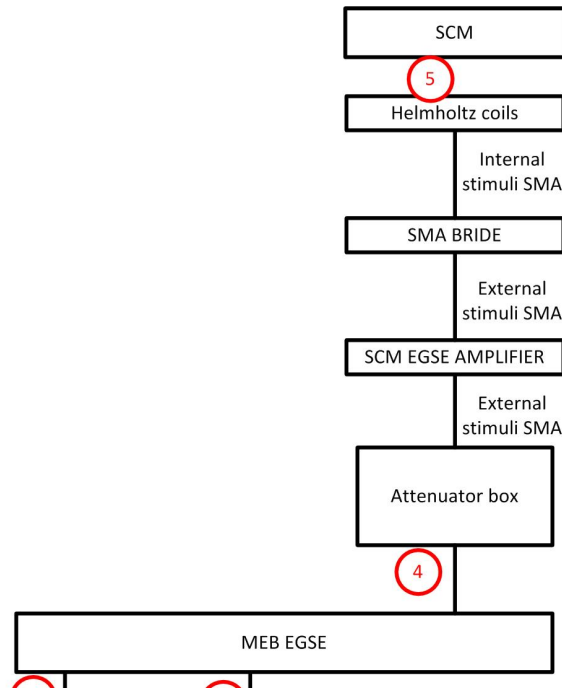 SCM
5
Helmholtz coils
Internal
stimuli SMA
SMA BRIDE
External
stimuli SMA
SCM EGSE AMPLIFIER
External
stimuli SMA
Attenuator box
4
MEB EGSE